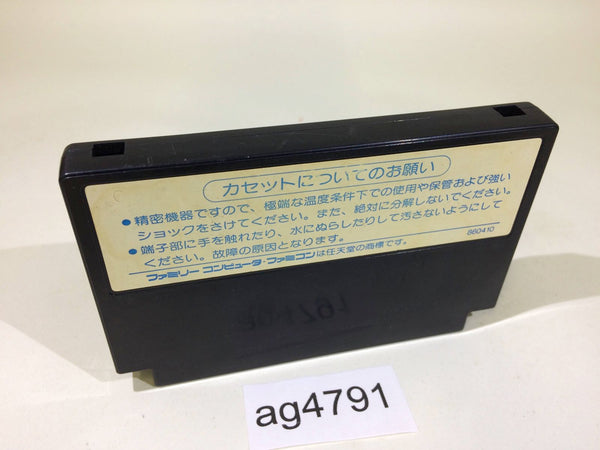 カセットについてのお願い
●精密機器ですので、極端な温度条件下での使用や保管および強い
ショックをさけてください。また、絶対に分解しないでください。
●端子部に手を触れたり、水にぬらしたりして汚さないようにして
ください。故障の原因となります。
860410
ファミリー コンピュータ・ファミコンは任天堂の商標です。
ag4791